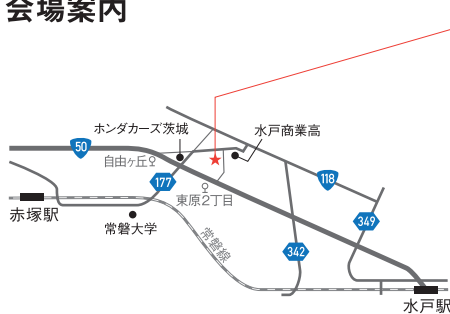 会場案内
ホンダカーズ茨城
水戸商業高
50
自由ヶ丘
118
177
東原2丁目
赤塚駅
常磐大学
349
常磐線
342
水戸駅